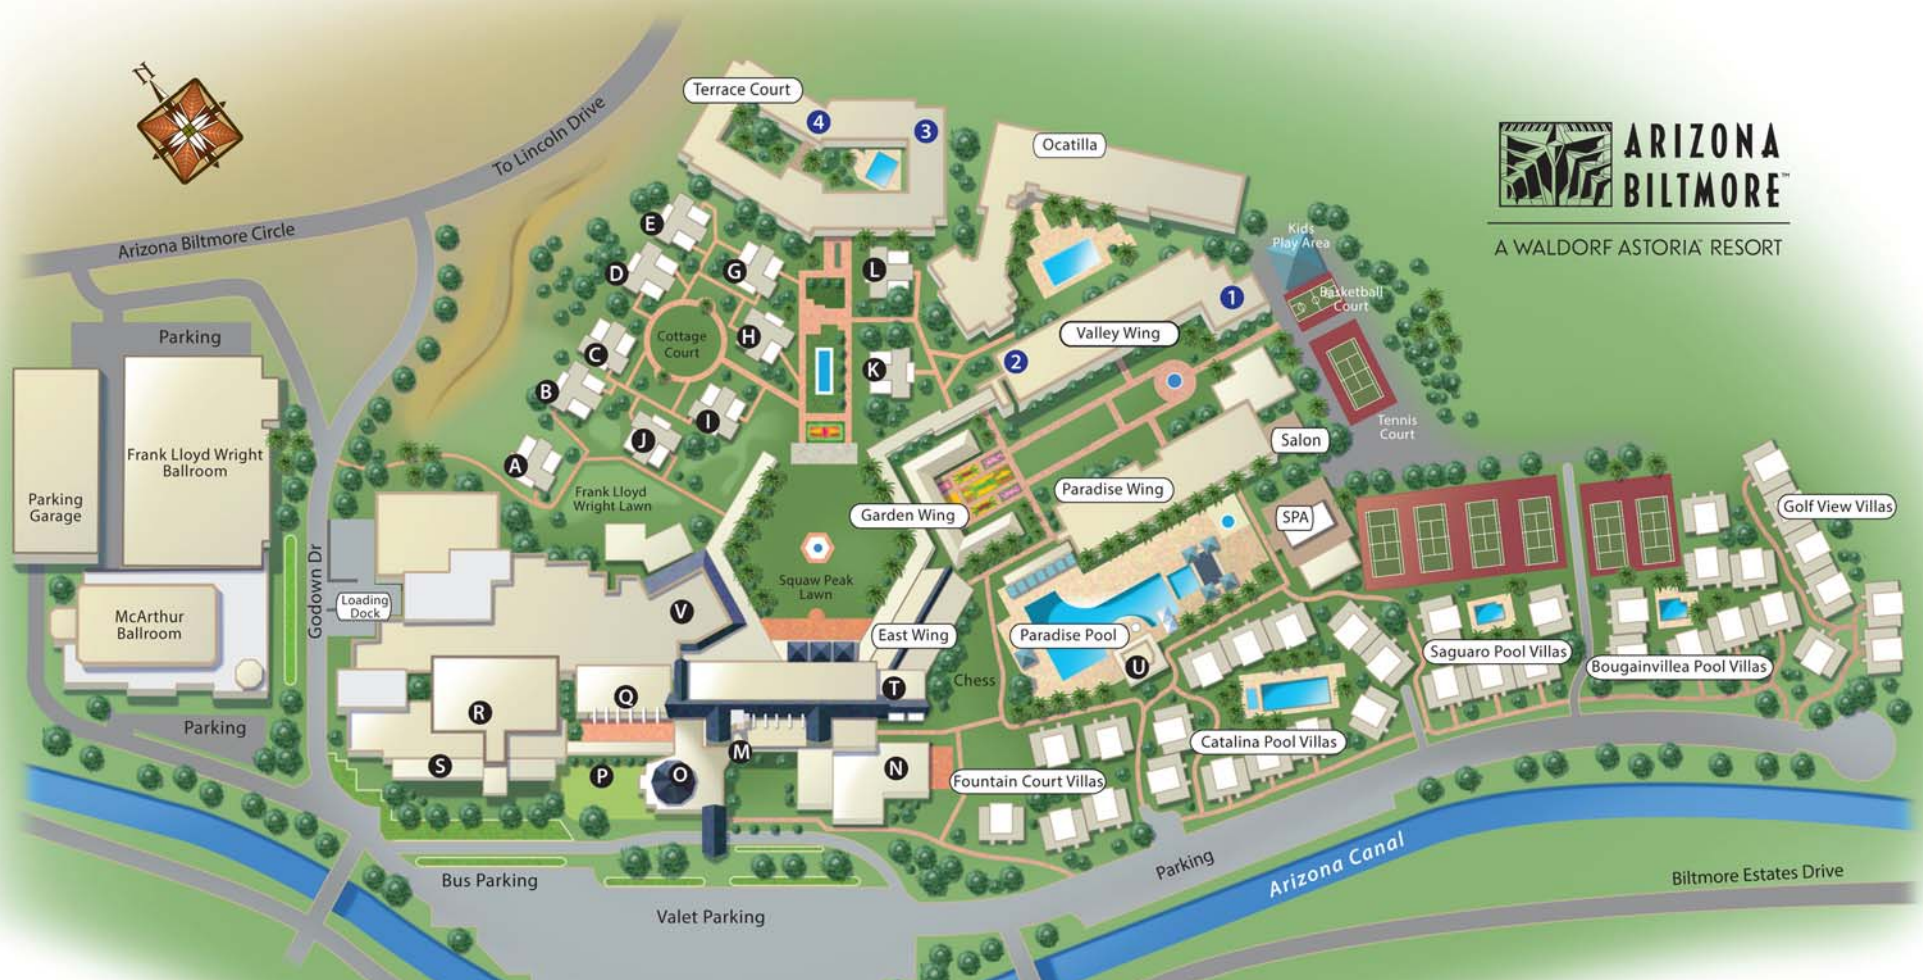 N
To Lincoln Drive
Arizona Biltmore Circle
Terrace Court
4
3
Ocatilla
ARIZONA
BILTMORE™
A WALDORF ASTORIA RESORT
Kids
Play Area
Basketball
Court
Tennis
Court
E
D
G
L
C
H
Cottage
Court
B
K
I
J
A
1
Valley Wing
2
Parking
Parking
Garage
Frank Lloyd Wright
Ballroom
McArthur
Ballroom
Parking
Godown Dr
Loading
Dock
Frank Lloyd
Wright Lawn
Squaw Peak
Lawn
Garden Wing
Paradise Wing
Salon
SPA
Golf View Villas
V
East Wing
Paradise Pool
U
Chess
T
Saguaro Pool Villas
Bougainvillea Pool Villas
Catalina Pool Villas
Fountain Court Villas
R
Q
S
P
O
M
N
Bus Parking
Valet Parking
Parking
Arizona Canal
Biltmore Estates Drive